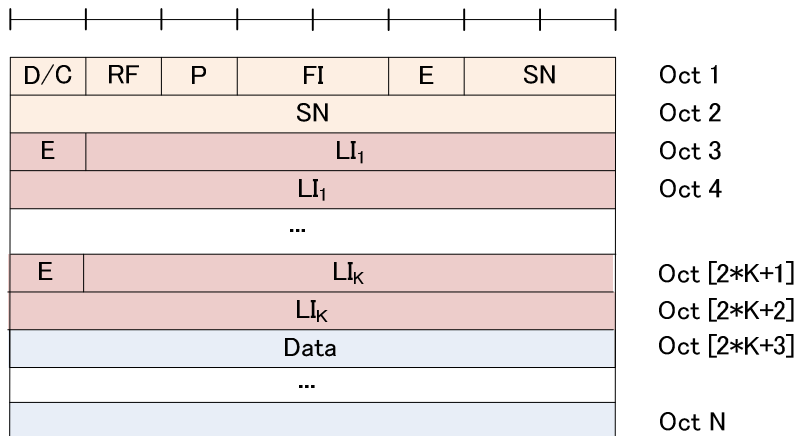 D/C RF P FI E SN Oct 1
SN Oct 2
E LI₁ Oct 3
LI₁ Oct 4
...
E LIK Oct [2*K+1]
LIK Oct [2*K+2]
Data Oct [2*K+3]
...
Oct N